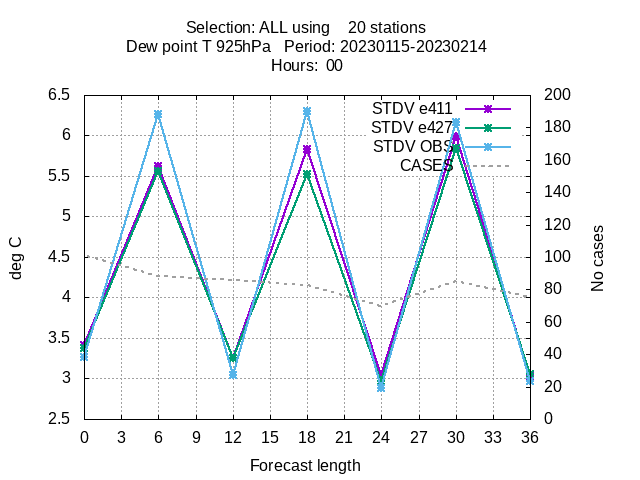 Selection: ALL using    20 stations
Dew point T 925hPa   Period: 20230115-20230214
Hours:  00
6.5
6
5.5
5
4.5
4
3.5
3
2.5
deg C
200
180
160
140
120
100
80
60
40
20
0
No cases
STDV e411
STDV e427
STDV OBS
CASES
0 3 6 9 12 15 18 21 24 27 30 33 36
Forecast length